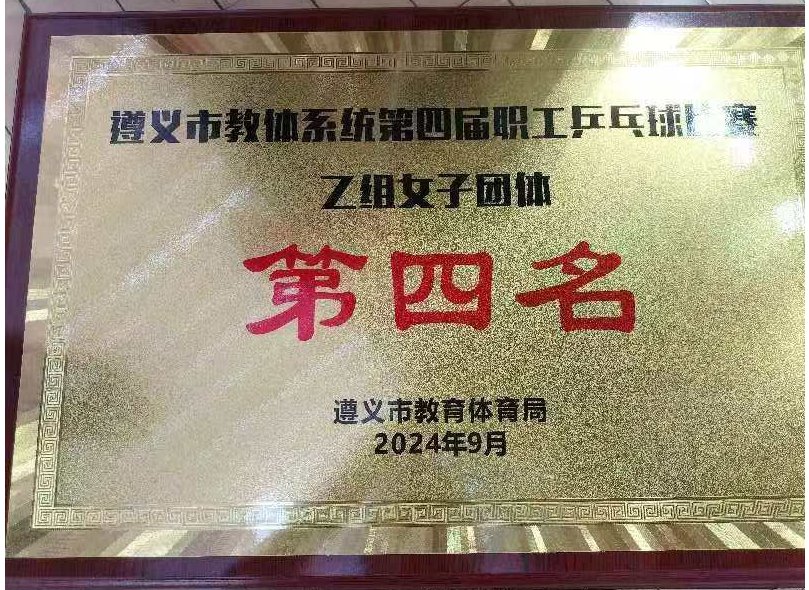 遵义市教体系统第四届职工乒乓球比赛
乙组女子团体
第四名
遵义市教育体育局
2024年9月